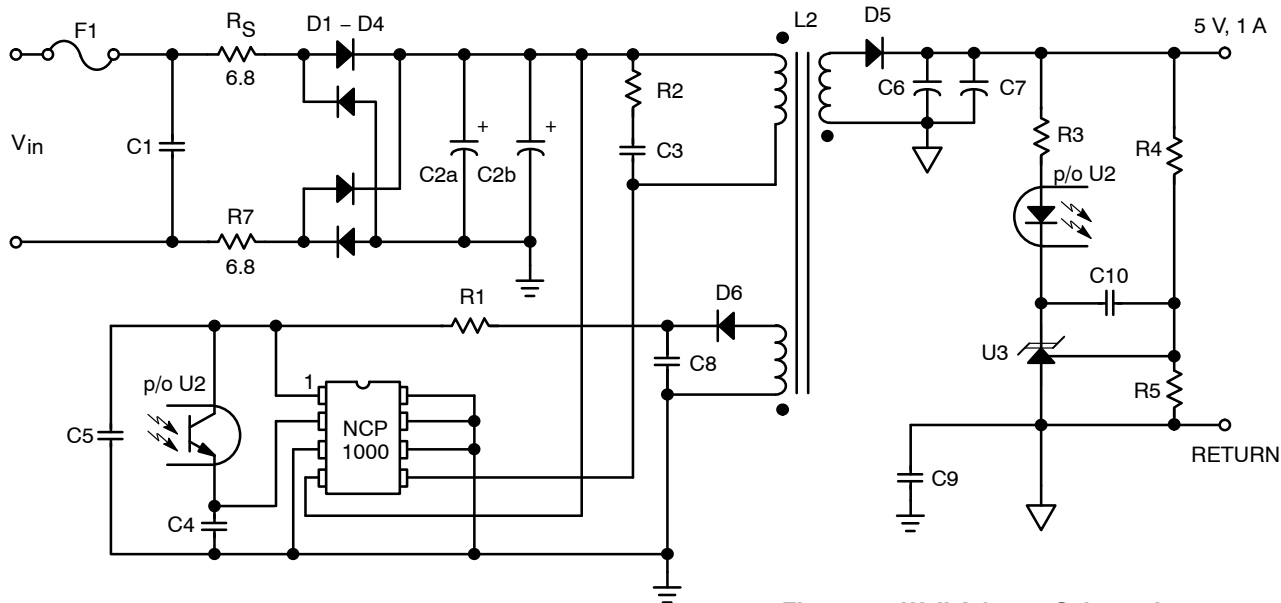 F1
RS
6.8
D1 – D4
L2
D5
5 V, 1 A
Vin
C1
R2
C3
C6
C7
R3
R4
p/o U2
+
+
C2a
C2b
R7
6.8
C10
R1
D6
C8
U3
R5
p/o U2
1
NCP
1000
C5
C4
C9
RETURN